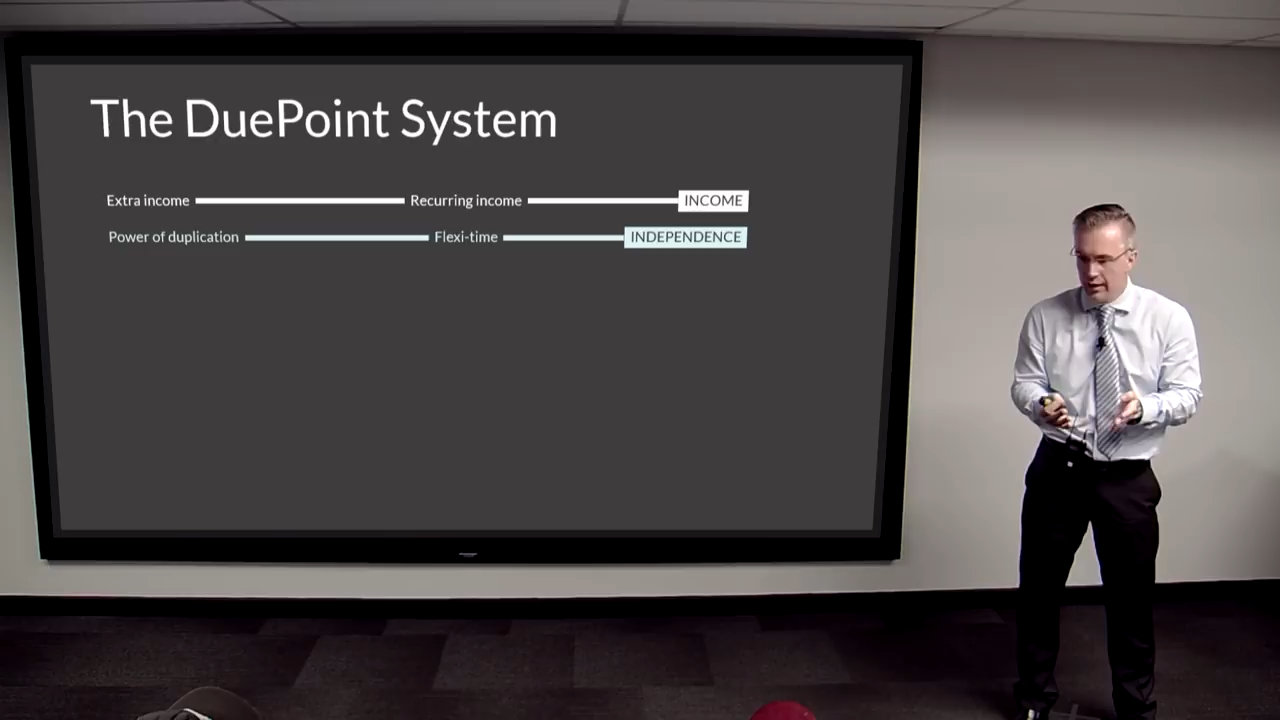 The DuePoint System
Extra income Recurring income INCOME
Power of duplication Flexi-time INDEPENDENCE